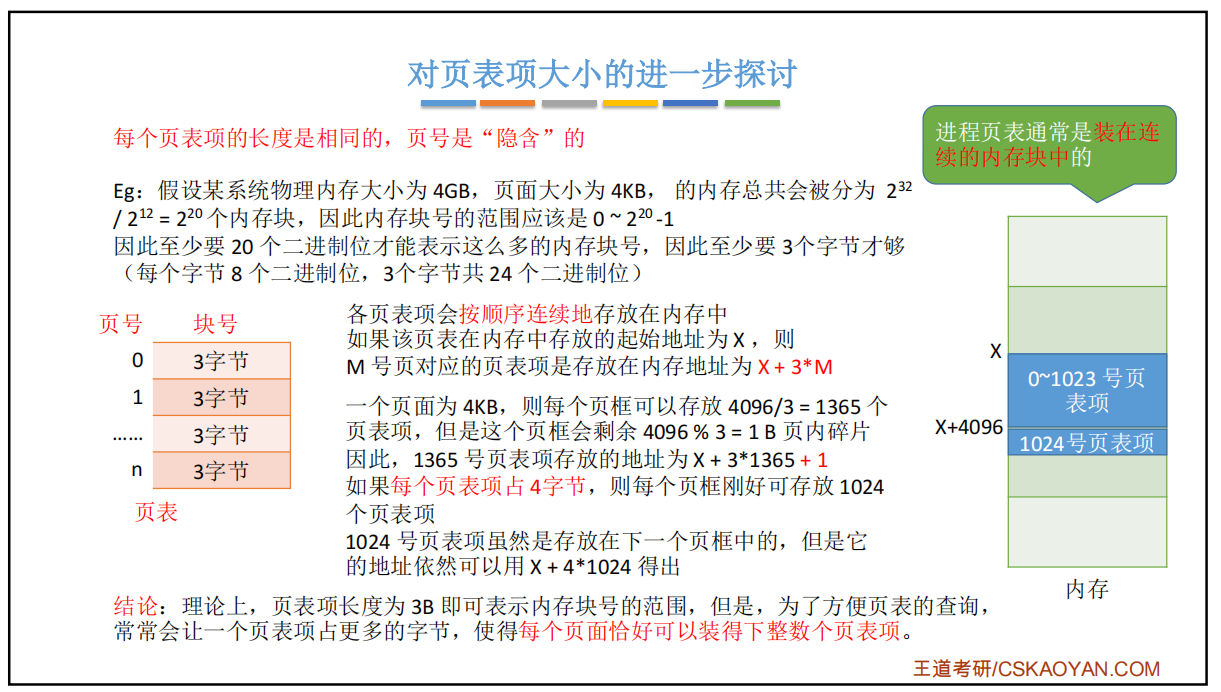 对页表项大小的进一步探讨
每个页表项的长度是相同的，页号是“隐含”的
Eg：假设某系统物理内存大小为 4GB，页面大小为 4KB， 的内存总共会被分为 2³²
/ 2¹² = 2²⁰ 个内存块，因此内存块号的范围应该是 0 ~ 2²⁰ -1
因此至少要 20 个二进制位才能表示这么多的内存块号，因此至少要 3个字节才够
（每个字节 8 个二进制位，3个字节共 24 个二进制位）
页号 块号
0 3字节
1 3字节
…… 3字节
n 3字节
页表
各页表项会按顺序连续地存放在内存中
如果该页表在内存中存放的起始地址为 X ，则
M 号页对应的页表项是存放在内存地址为 X + 3*M
一个页面为 4KB，则每个页框可以存放 4096/3 = 1365 个
页表项，但是这个页框会剩余 4096 % 3 = 1 B 页内碎片
因此，1365 号页表项存放的地址为 X + 3*1365 + 1
如果每个页表项占 4字节，则每个页框刚好可存放 1024
个页表项
1024 号页表项虽然是存放在下一个页框中的，但是它
的地址依然可以用 X + 4*1024 得出
进程页表通常是装在连
续的内存块中的
X
0~1023 号页
表项
X+4096
1024号页表项
内存
结论：理论上，页表项长度为 3B 即可表示内存块号的范围，但是，为了方便页表的查询，
常常会让一个页表项占更多的字节，使得每个页面恰好可以装得下整数个页表项。
王道考研/CSKAOYAN.COM